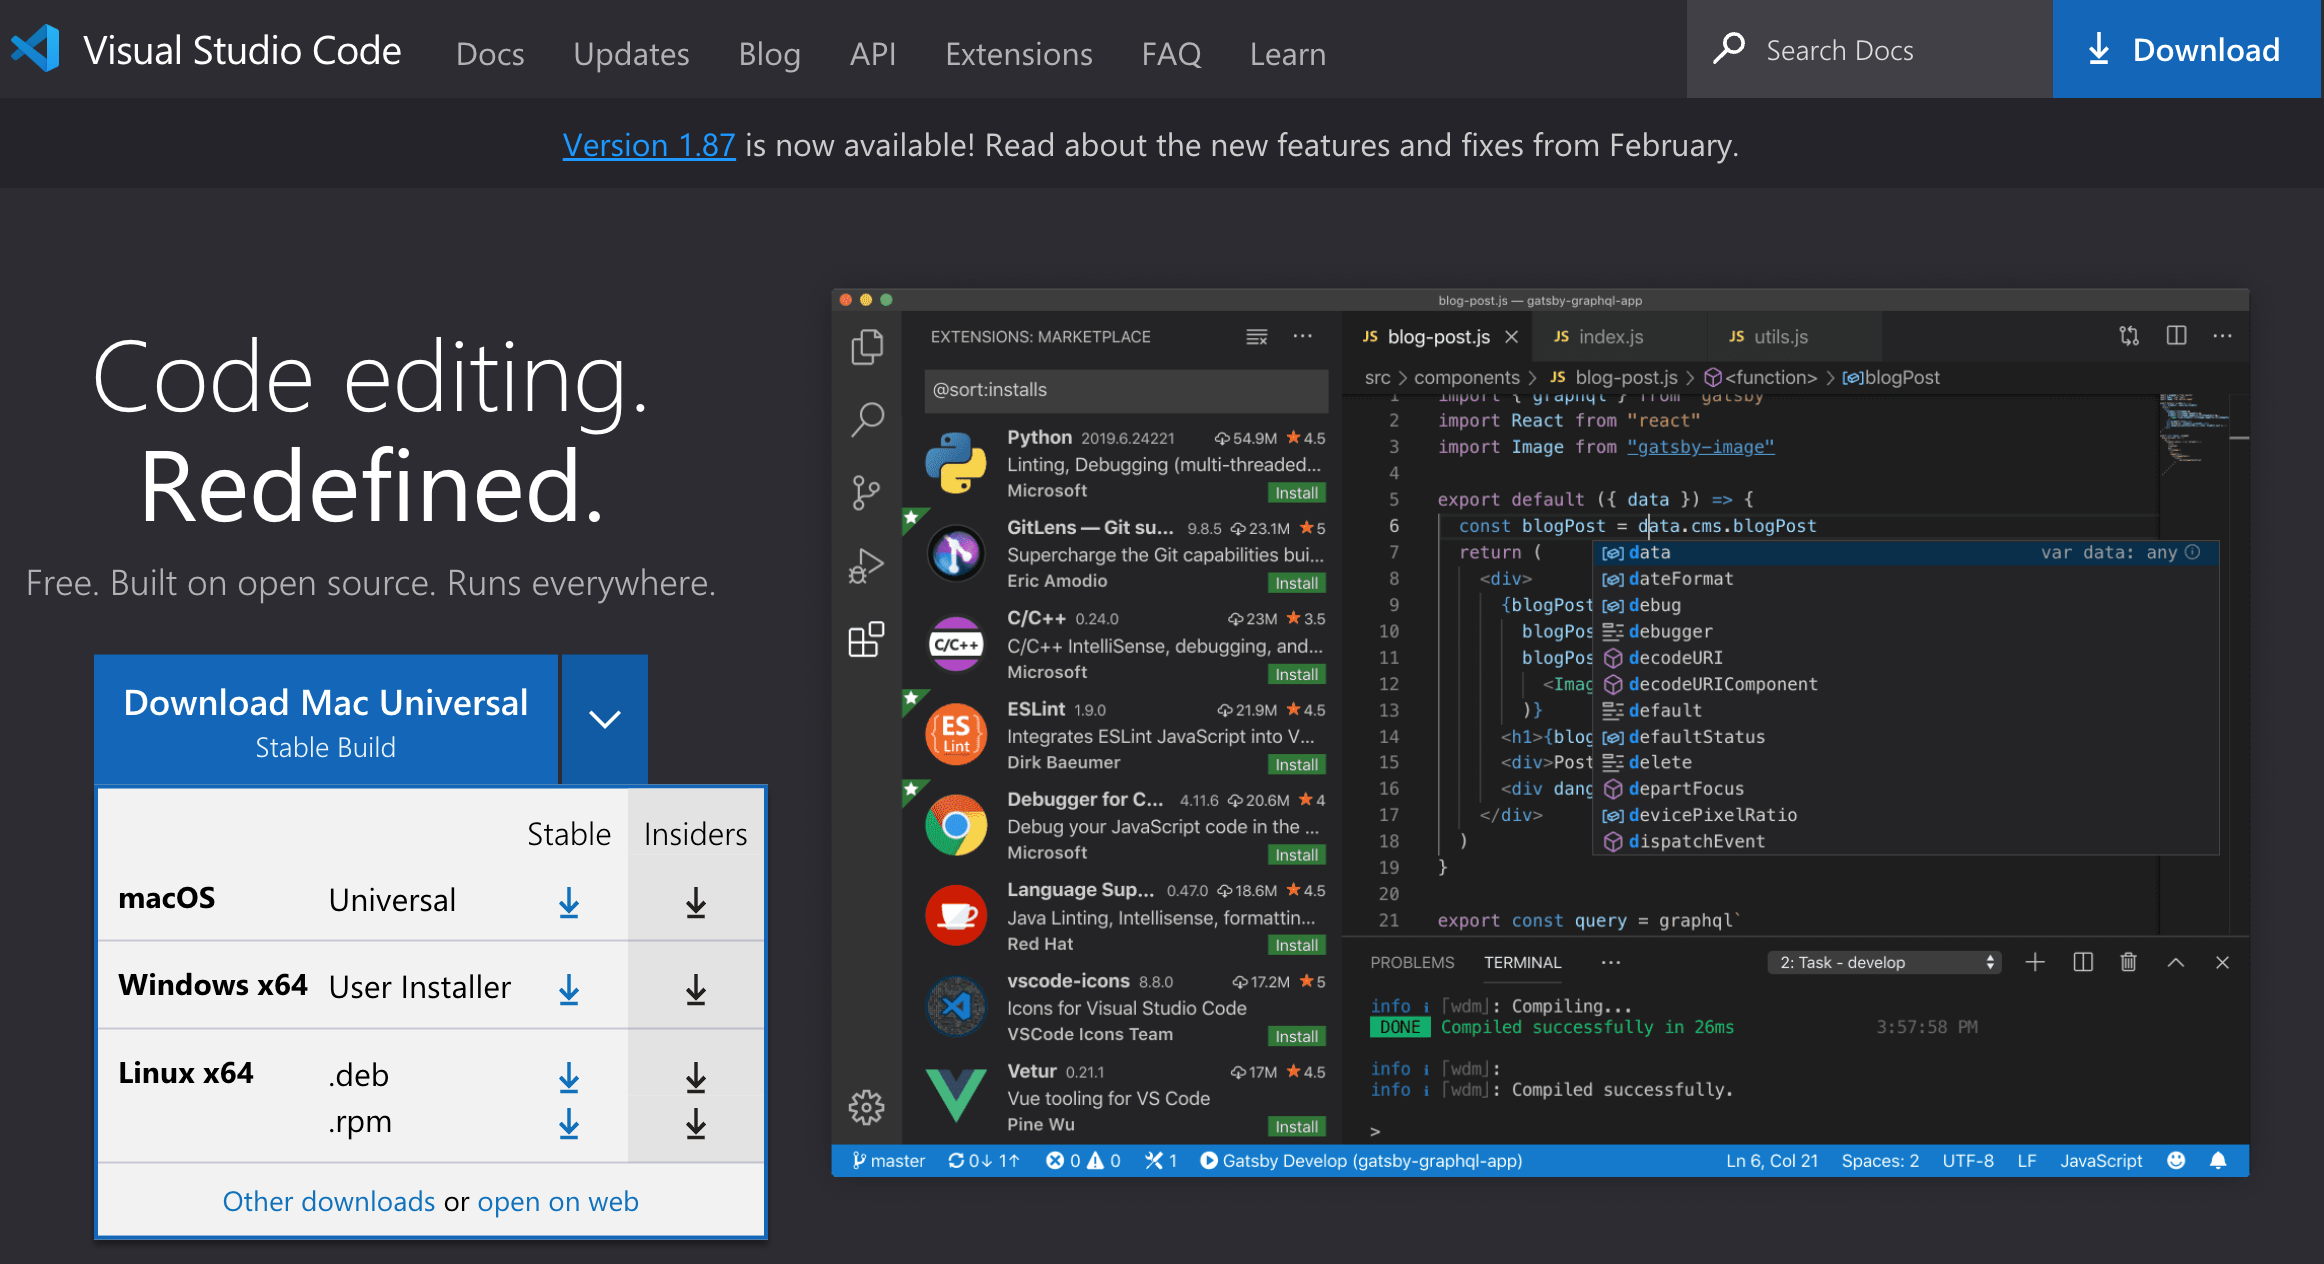 Visual Studio Code Docs Updates Blog API Extensions FAQ Learn Search Docs Download
Version 1.87 is now available! Read about the new features and fixes from February.
Code editing.
Redefined.
Free. Built on open source. Runs everywhere.
Download Mac Universal
Stable Build
Stable Insiders
macOS Universal
Windows x64 User Installer
Linux x64 .deb
.rpm
Other downloads or open on web
blog-post.js — gatsby-graphql-app
EXTENSIONS: MARKETPLACE
@sort:installs
Python 2019.6.24221 54.9M 4.5
Linting, Debugging (multi-threaded...
Microsoft Install
GitLens — Git su... 9.8.5 23.1M 5
Supercharge the Git capabilities bui...
Eric Amodio Install
C/C++
C/C++ 0.24.0 23M 3.5
C/C++ IntelliSense, debugging, and...
Microsoft Install
ES
Lint
ESLint 1.9.0 21.9M 4.5
Integrates ESLint JavaScript into V...
Dirk Baeumer Install
Debugger for C... 4.11.6 20.6M 4
Debug your JavaScript code in the ...
Microsoft Install
Language Sup... 0.47.0 18.6M 4.5
Java Linting, Intellisense, formattin...
Red Hat Install
vscode-icons 8.8.0 17.2M 5
Icons for Visual Studio Code
VSCode Icons Team Install
Vetur 0.21.1 17M 4.5
Vue tooling for VS Code
Pine Wu Install
JS blog-post.js JS index.js JS utils.js
src > components > JS blog-post.js > <function> > blogPost
1 import { graphql } from "gatsby"
2 import React from "react"
3 import Image from "gatsby-image"
4
5 export default ({ data }) => {
6 const blogPost = data.cms.blogPost
7 return (
8 <div>
9 {blogPost
10 blogPos
11 blogPos
12 <Imag
13 )}
14 <h1>{blog
15 <div>Post
16 <div dang
17 </div>
18 )
19 }
20
21 export const query = graphql`
data var data: any
dateFormat
debug
debugger
decodeURI
decodeURIComponent
default
defaultStatus
delete
departFocus
devicePixelRatio
dispatchEvent
PROBLEMS TERMINAL ... 2: Task - develop
info i ｢wdm｣: Compiling...
DONE Compiled successfully in 26ms 3:57:58 PM
info i ｢wdm｣:
info i ｢wdm｣: Compiled successfully.
>
master 0↓ 1↑ 0 0 1 Gatsby Develop (gatsby-graphql-app) Ln 6, Col 21 Spaces: 2 UTF-8 LF JavaScript